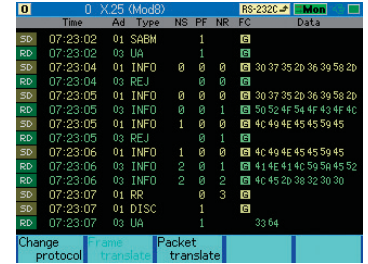 0 0 X.25 (Mod8) RS-232C Mon
Time Ad Type NS PF NR FC Data
SD 07:23:02 01 SABM 1 G
RD 07:23:02 03 UA 1 G
SD 07:23:04 01 INFO 0 0 0 G 30 37 35 2D 36 39 58 2D
RD 07:23:04 03 REJ 0 0 G
SD 07:23:05 01 INFO 0 0 0 G 30 37 35 2D 36 39 58 2D
RD 07:23:05 03 INFO 0 0 1 G 50 52 4F 54 4F 43 4F 4C
SD 07:23:05 01 INFO 1 0 0 G 4C 49 4E 45 45 59 45
RD 07:23:05 03 REJ 0 1 G
SD 07:23:06 01 INFO 1 0 0 G 4C 49 4E 45 45 59 45
RD 07:23:06 03 INFO 2 0 1 G 41 4E 41 4C 59 5A 45 52
RD 07:23:06 03 INFO 2 0 2 G 4C 45 2D 38 32 30 30
SD 07:23:07 01 RR 0 3 G
SD 07:23:07 01 DISC 1 G
RD 07:23:07 03 UA 1 33 64
Change protocol
Frame translate
Packet translate